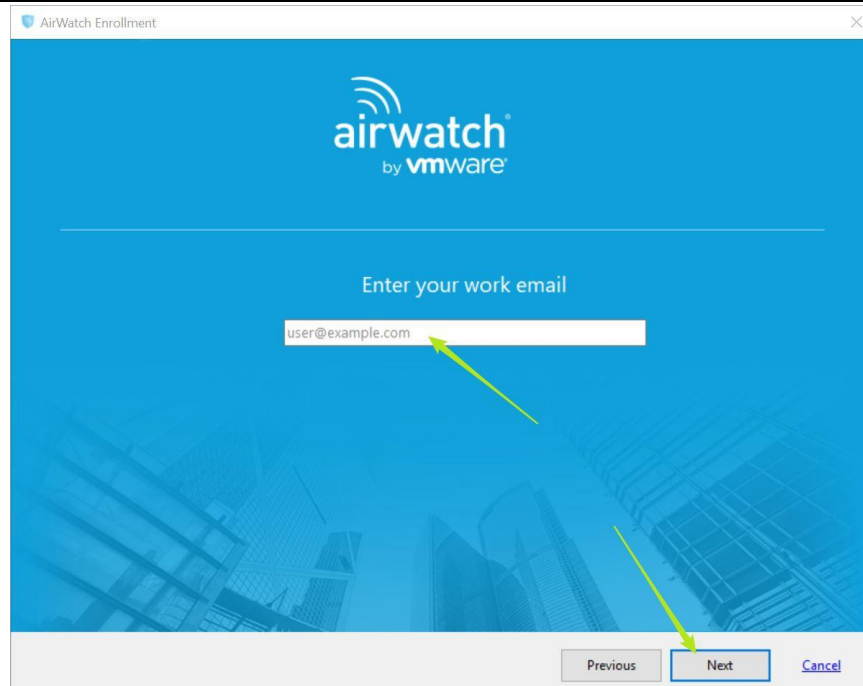 AirWatch Enrollment
airwatch®
by vmware®
Enter your work email
user@example.com
Previous Next Cancel